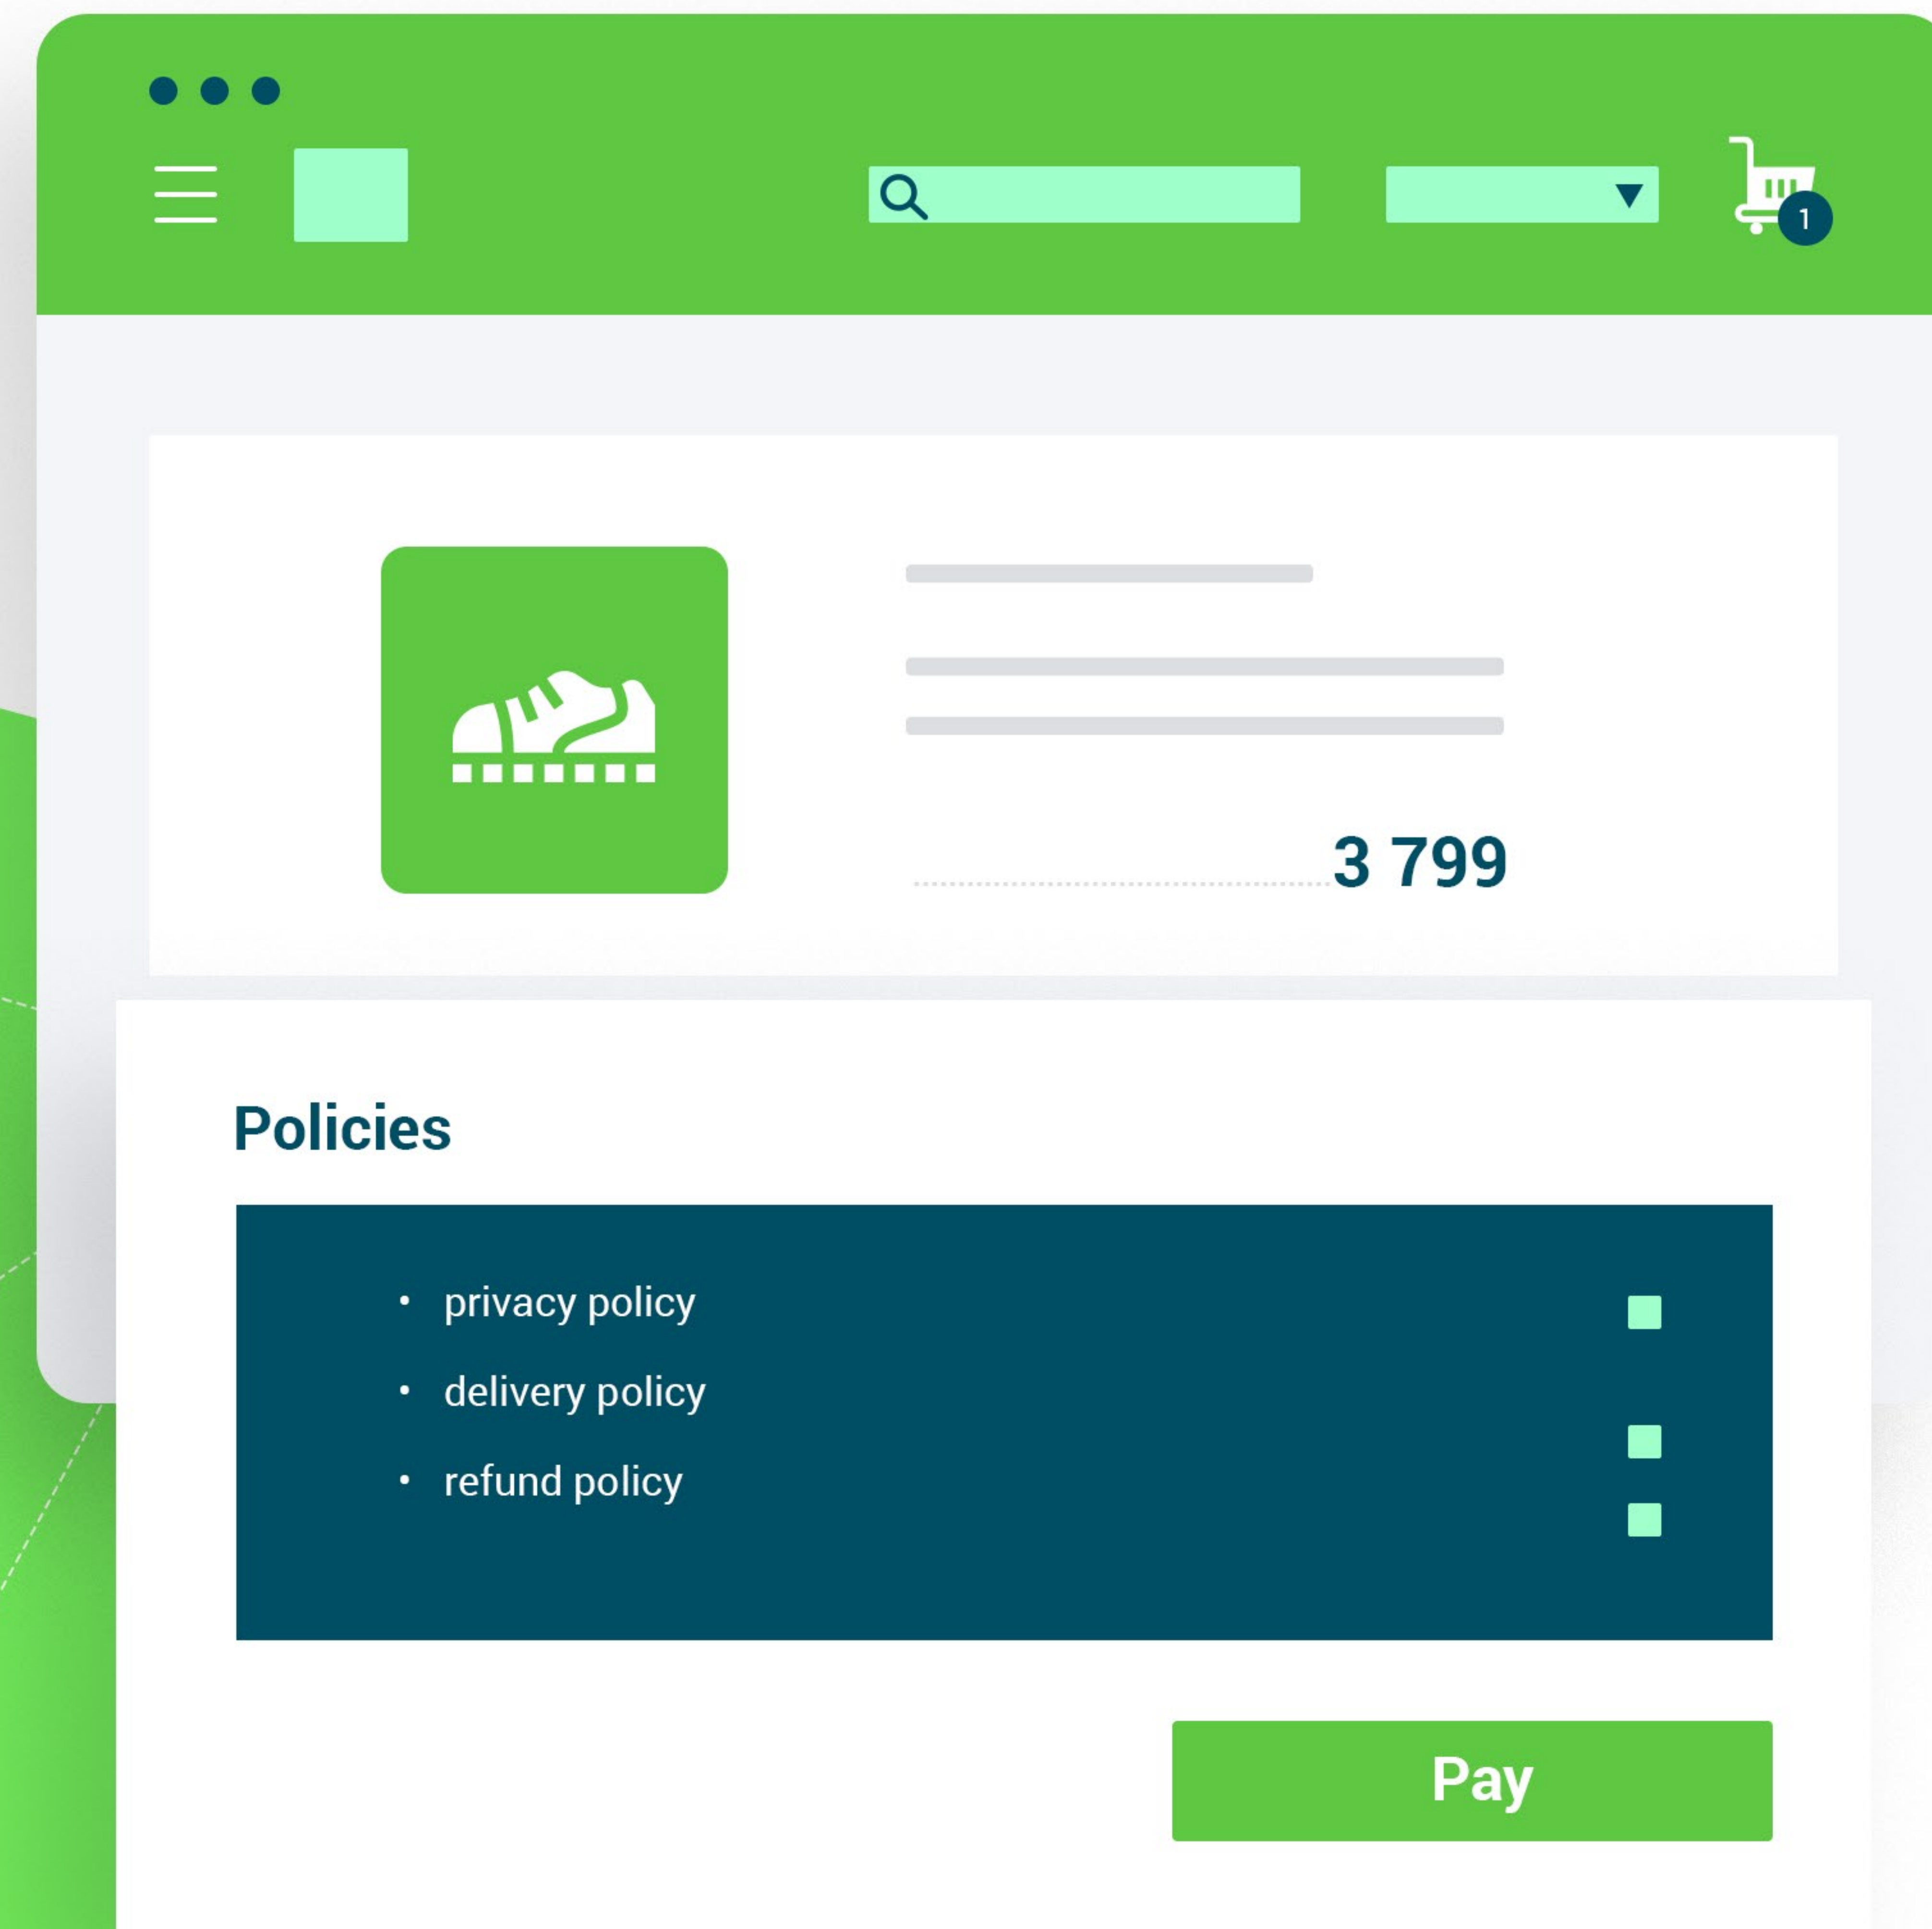 1
3 799
Policies
• privacy policy
• delivery policy
• refund policy
Pay